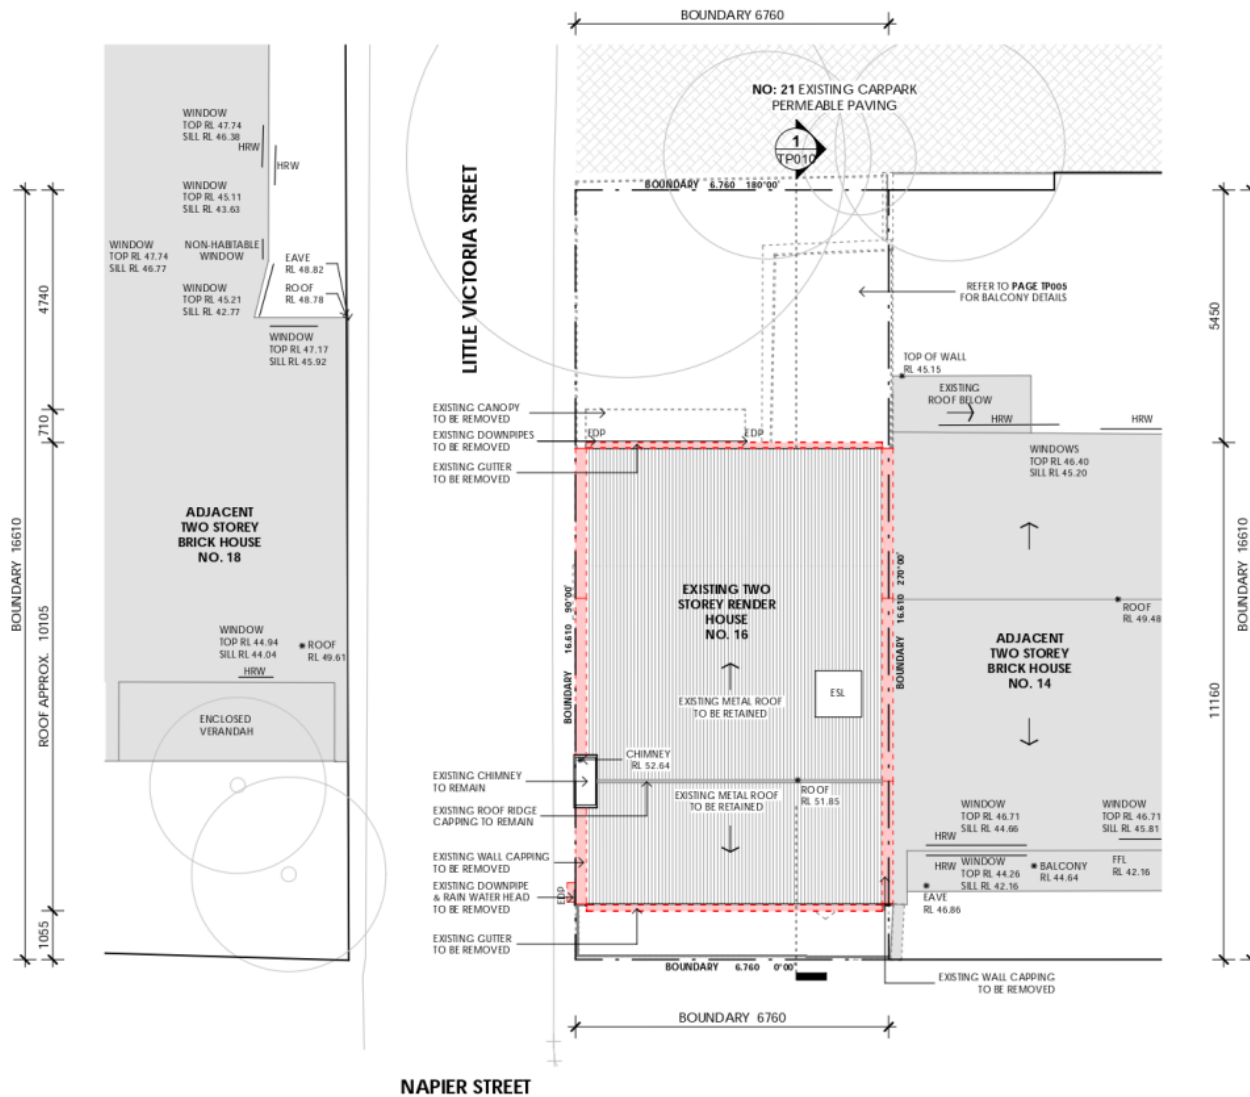 BOUNDARY 6760
NO: 21 EXISTING CARPARK
PERMEABLE PAVING
1
TP010
BOUNDARY 6.760 180°00'
WINDOW
TOP RL 47.74
SILL RL 46.38
HRW
HRW
WINDOW
TOP RL 45.11
SILL RL 43.63
WINDOW
TOP RL 47.74
SILL RL 46.77
NON-HABITABLE
WINDOW
EAVE
RL 48.82
ROOF
RL 48.78
WINDOW
TOP RL 45.21
SILL RL 42.77
WINDOW
TOP RL 47.17
SILL RL 45.92
LITTLE VICTORIA STREET
REFER TO PAGE TP005
FOR BALCONY DETAILS
4740
710
5450
TOP OF WALL
RL 45.15
EXISTING
ROOF BELOW
HRW
HRW
EXISTING CANOPY
TO BE REMOVED
EXISTING DOWNPIPES
TO BE REMOVED
EDP
EDP
EXISTING GUTTER
TO BE REMOVED
WINDOWS
TOP RL 46.40
SILL RL 45.20
ADJACENT
TWO STOREY
BRICK HOUSE
NO. 18
BOUNDARY 16610
ROOF APPROX. 10105
BOUNDARY 16.610 90°00'
EXISTING TWO
STOREY RENDER
HOUSE
NO. 16
BOUNDARY 16.610 270°00'
BOUNDARY 16610
11160
ROOF
RL 49.48
ADJACENT
TWO STOREY
BRICK HOUSE
NO. 14
WINDOW
TOP RL 44.94
SILL RL 44.04
HRW
ROOF
RL 49.61
ENCLOSED
VERANDAH
ESL
EXISTING METAL ROOF
TO BE RETAINED
CHIMNEY
RL 52.64
EXISTING CHIMNEY
TO REMAIN
ROOF
RL 51.85
EXISTING METAL ROOF
TO BE RETAINED
EXISTING ROOF RIDGE
CAPPING TO REMAIN
WINDOW
TOP RL 46.71
SILL RL 44.66
HRW
WINDOW
TOP RL 46.71
SILL RL 45.81
EXISTING WALL CAPPING
TO BE REMOVED
HRW
WINDOW
TOP RL 44.26
SILL RL 42.16
BALCONY
RL 44.64
FFL
RL 42.16
EXISTING DOWNPIPE
& RAIN WATER HEAD
TO BE REMOVED
EDP
EAVE
RL 46.86
1055
EXISTING GUTTER
TO BE REMOVED
BOUNDARY 6.760 0°00'
EXISTING WALL CAPPING
TO BE REMOVED
BOUNDARY 6760
NAPIER STREET